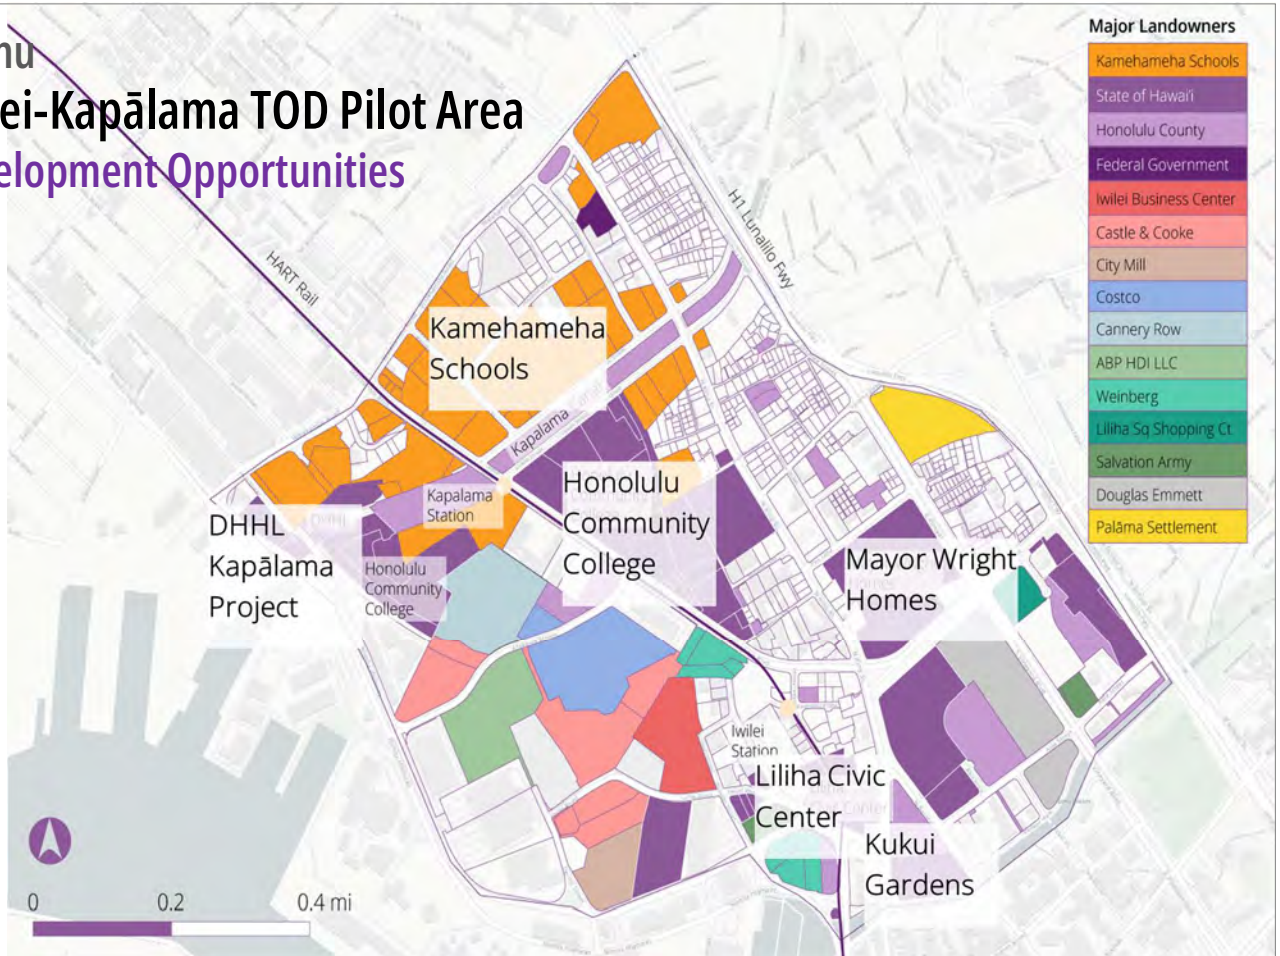 ei-Kapālama TOD Pilot Area
elopment Opportunities
HART Rail
H1 Lunalilo Fwy
Kamehameha
Schools
Kapalama
Kapalama
Station
Honolulu
Community
College
DHHL
Kapālama
Project
Honolulu
Community
College
Mayor Wright
Homes
Iwilei
Station
Liliha Civic
Center
Kukui
Gardens
0 0.2 0.4 mi
Major Landowners
Kamehameha Schools
State of Hawai'i
Honolulu County
Federal Government
Iwilei Business Center
Castle & Cooke
City Mill
Costco
Cannery Row
ABP HDI LLC
Weinberg
Liliha Sq Shopping Ct.
Salvation Army
Douglas Emmett
Palāma Settlement